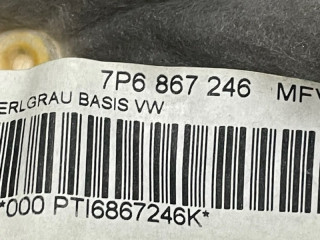 7P6 867 246 MFV
ERLGRAU BASIS VW
*000 PTI6867246K*